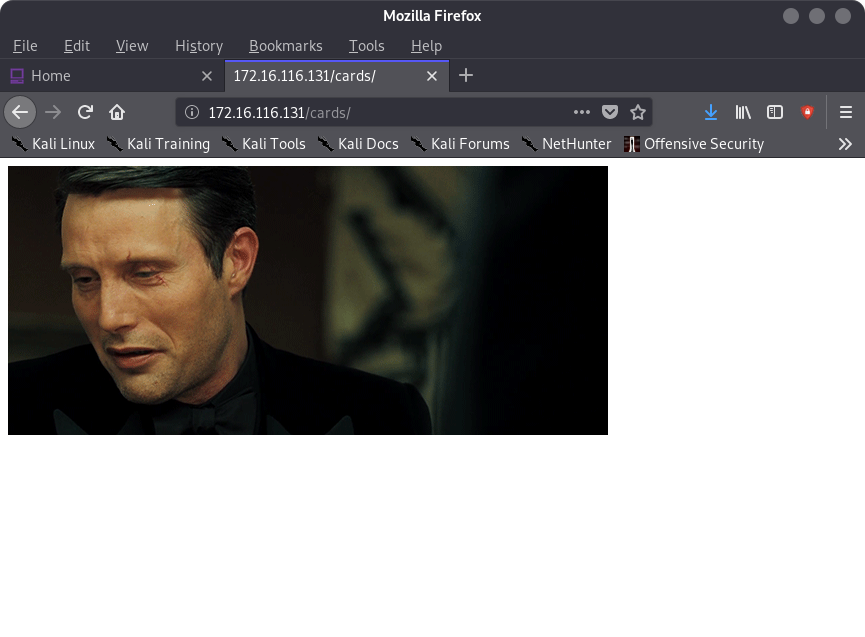 Mozilla Firefox
File Edit View History Bookmarks Tools Help
Home 172.16.116.131/cards/
172.16.116.131/cards/
Kali Linux Kali Training Kali Tools Kali Docs Kali Forums NetHunter Offensive Security